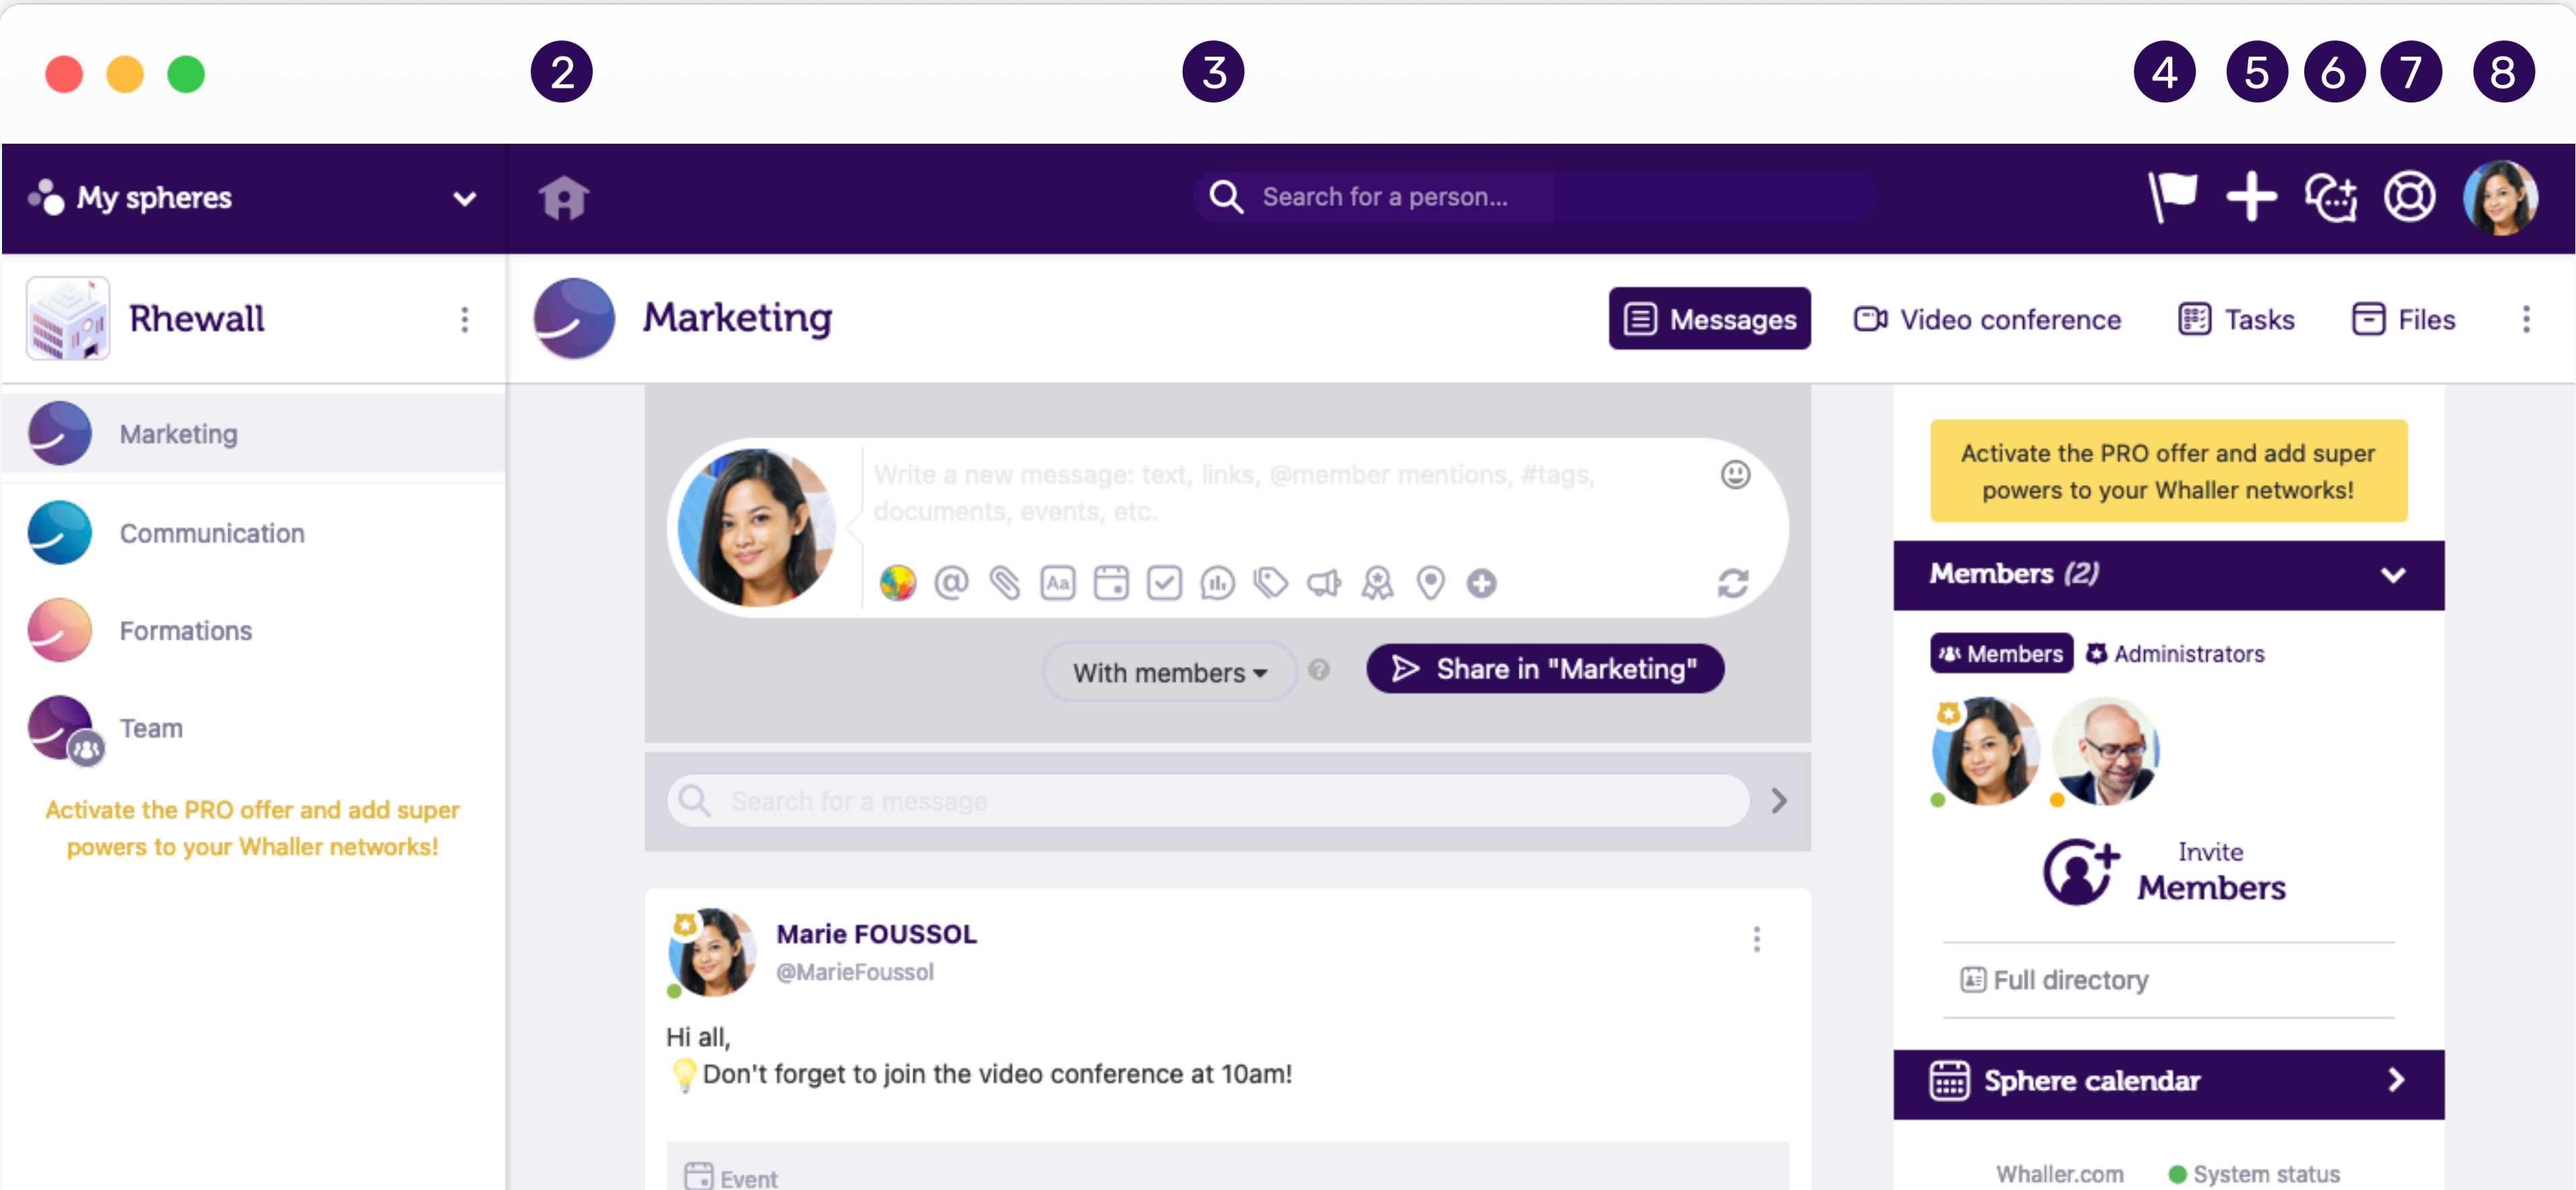 2
3
4
5
6
7
8
My spheres
Search for a person...
Rhewall
Marketing
Messages
Video conference
Tasks
Files
Marketing
Communication
Formations
Team
Activate the PRO offer and add super
powers to your Whaller networks!
Write a new message: text, links, @member mentions, #tags,
documents, events, etc.
Aa
With members
?
Share in "Marketing"
Search for a message
Marie FOUSSOL
@MarieFoussol
Hi all,
💡Don't forget to join the video conference at 10am!
Event
Activate the PRO offer and add super
powers to your Whaller networks!
Members (2)
Members
Administrators
Invite
Members
Full directory
Sphere calendar
Whaller.com
System status